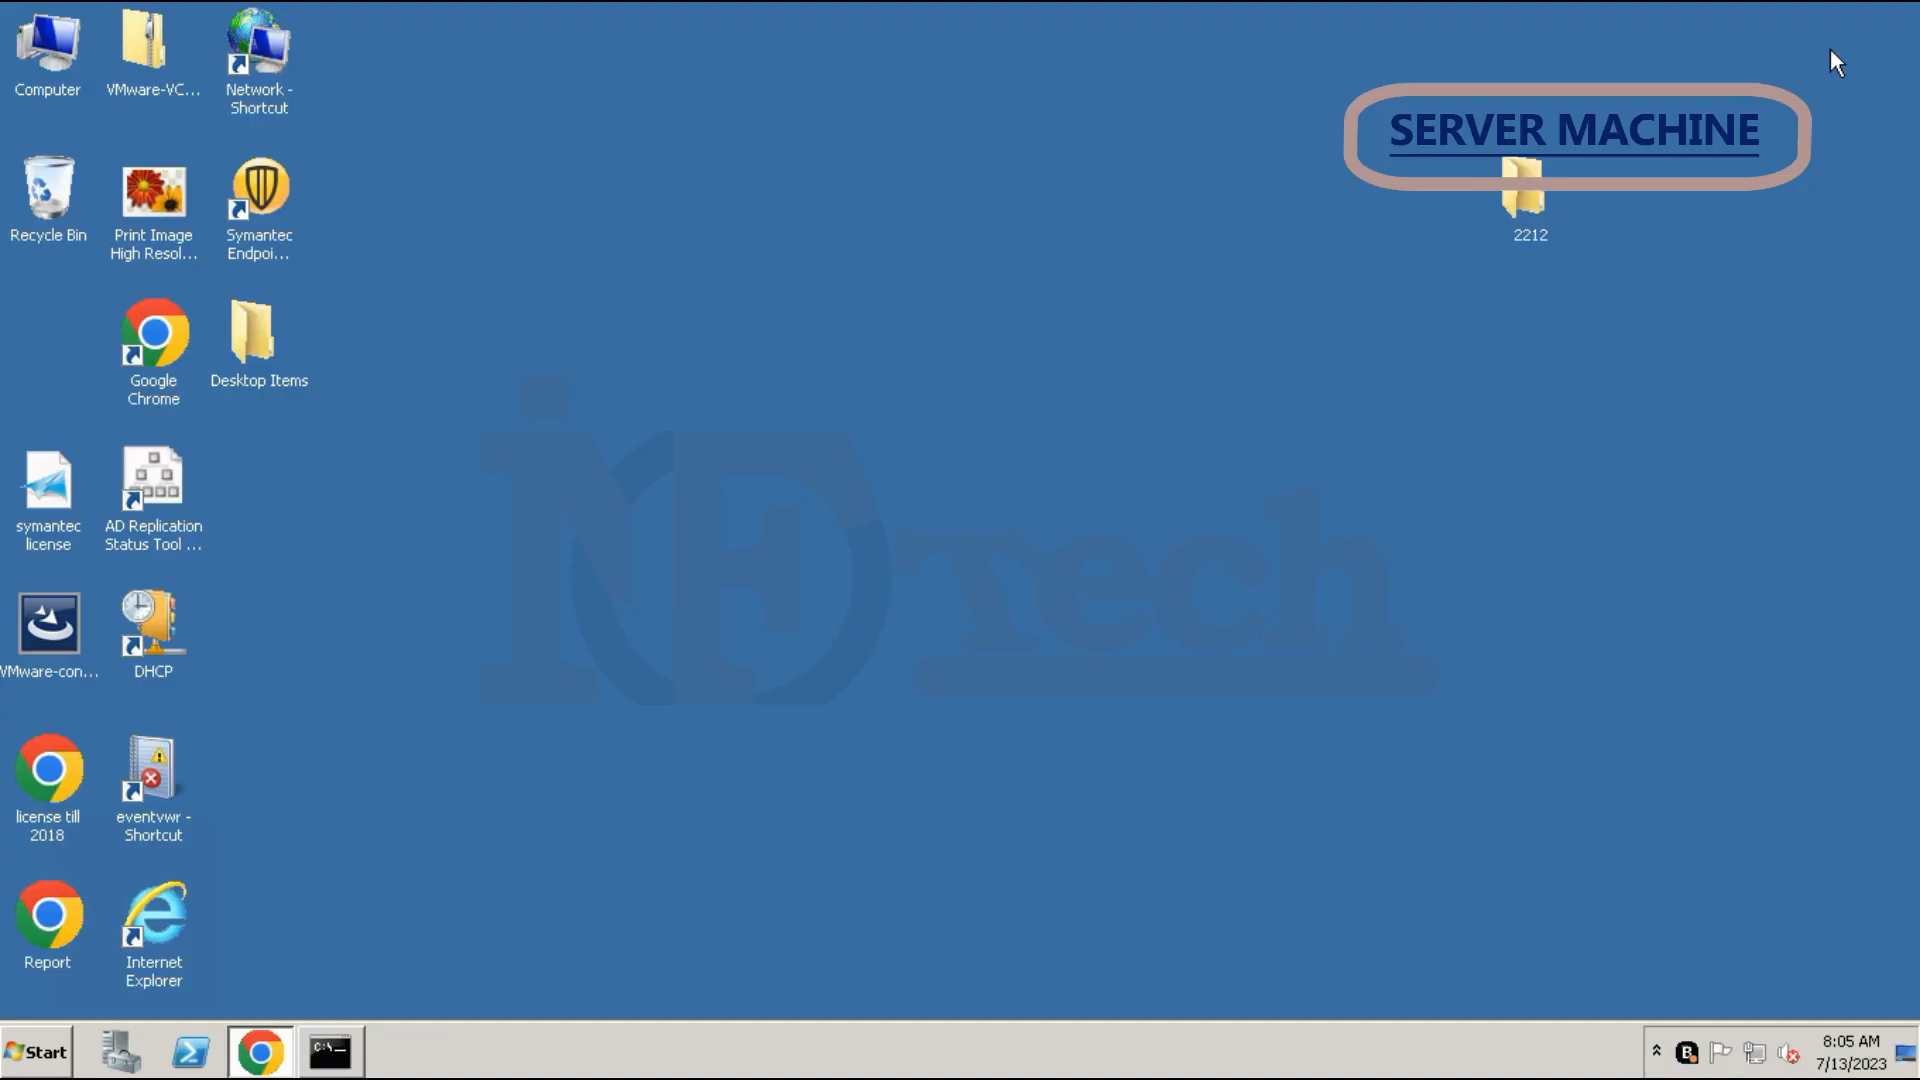 Computer
VMware-VC...
Network -
Shortcut
SERVER MACHINE
Recycle Bin
Print Image
High Resol...
Symantec
Endpoi...
2212
Google
Chrome
Desktop Items
symantec
license
AD Replication
Status Tool ...
VMware-con...
DHCP
license till
2018
eventvwr -
Shortcut
Report
Internet
Explorer
iNFOTech
Start
C:\
B
8:05 AM
7/13/2023